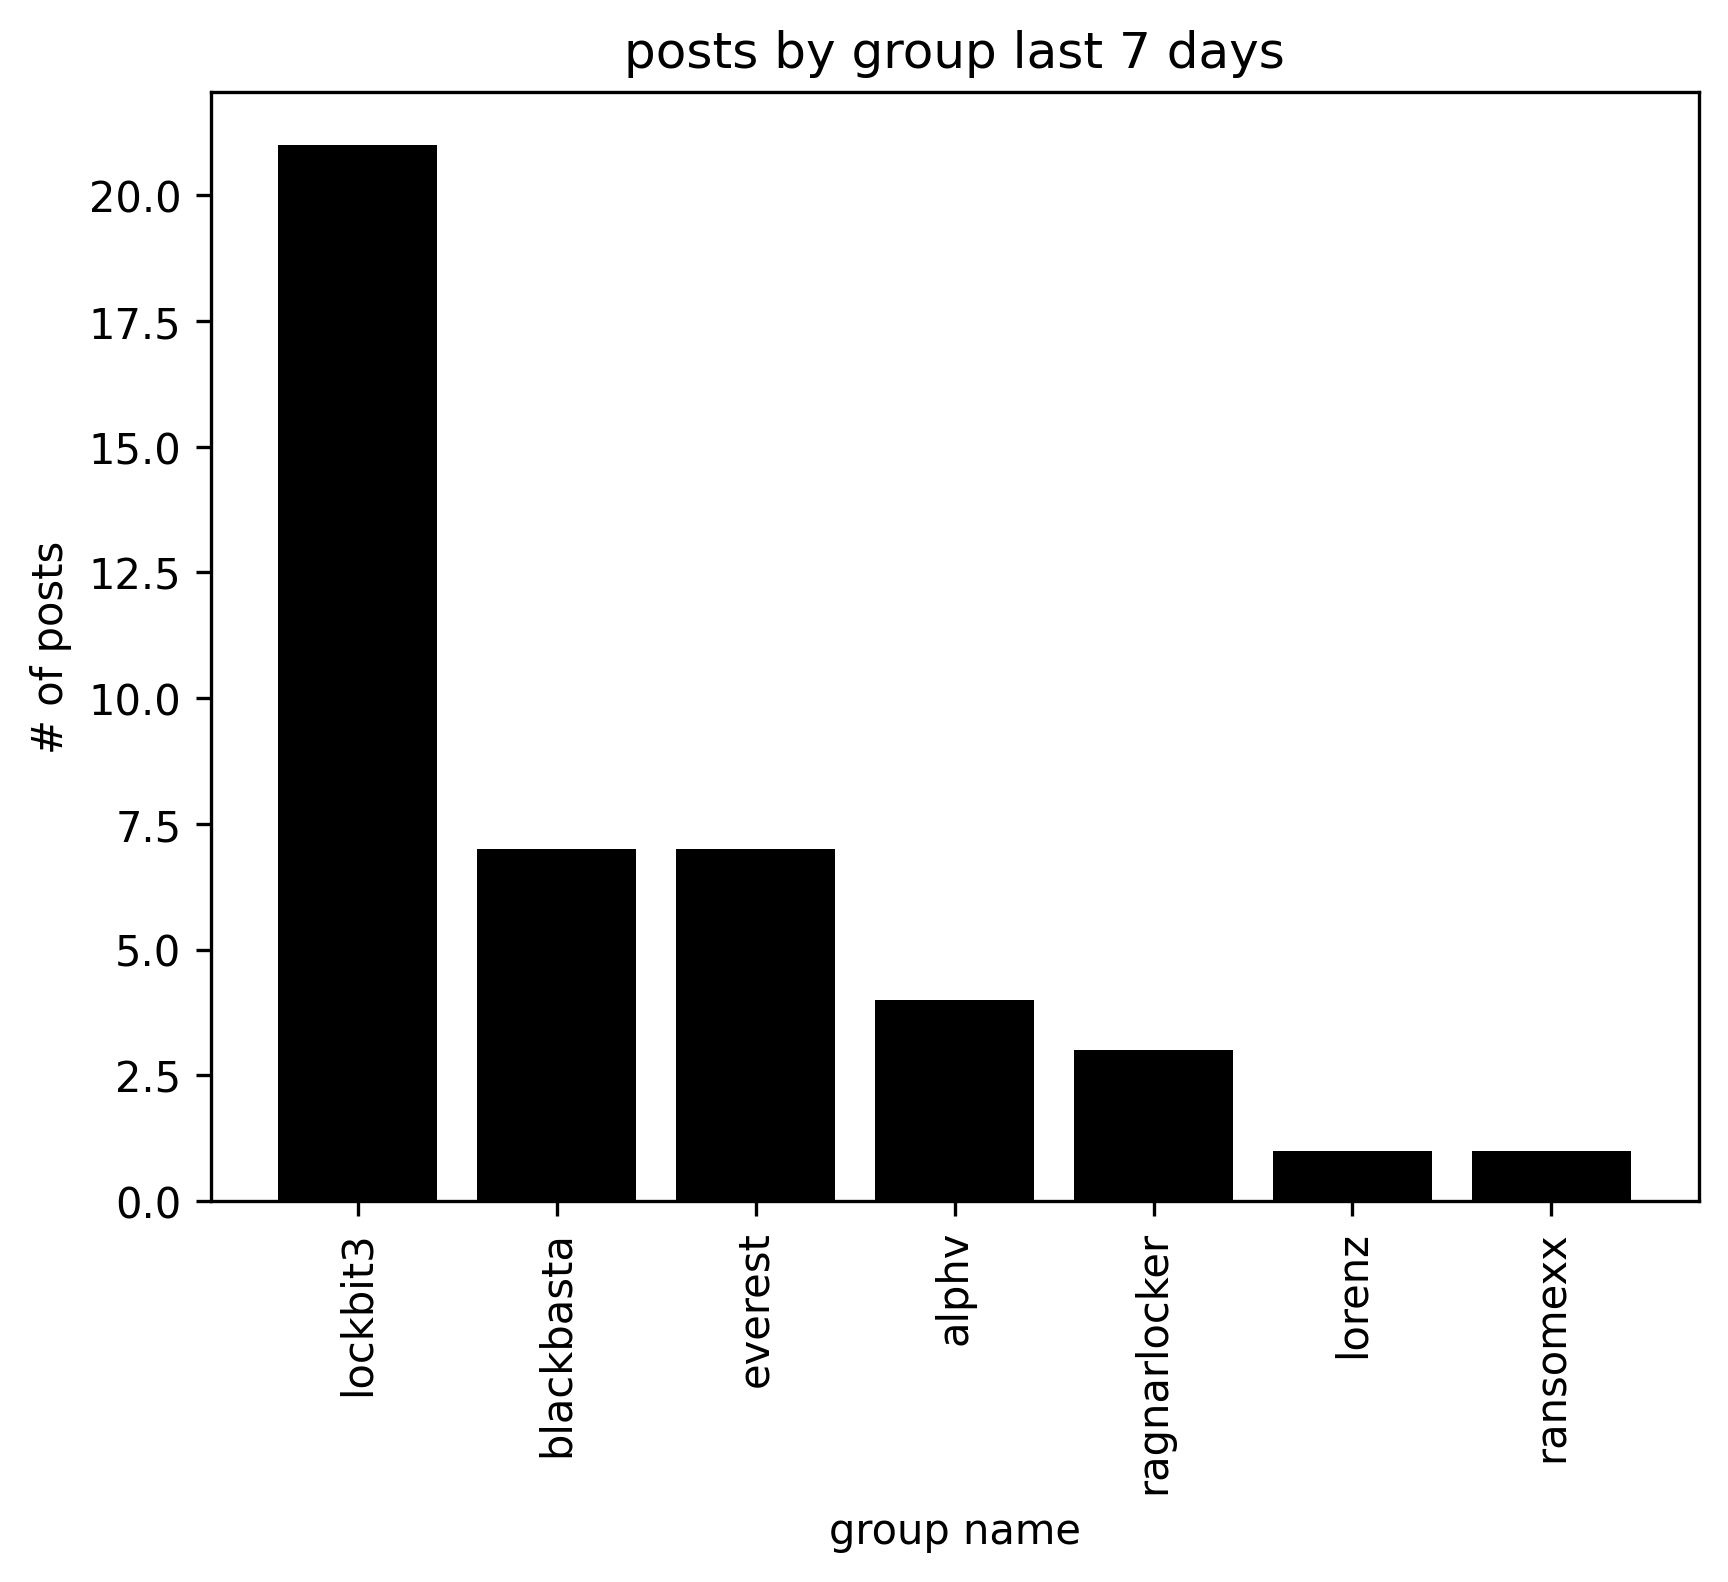 posts by group last 7 days
# of posts
20.0
17.5
15.0
12.5
10.0
7.5
5.0
2.5
0.0
lockbit3
blackbasta
everest
alphv
ragnarlocker
lorenz
ransomexx
group name